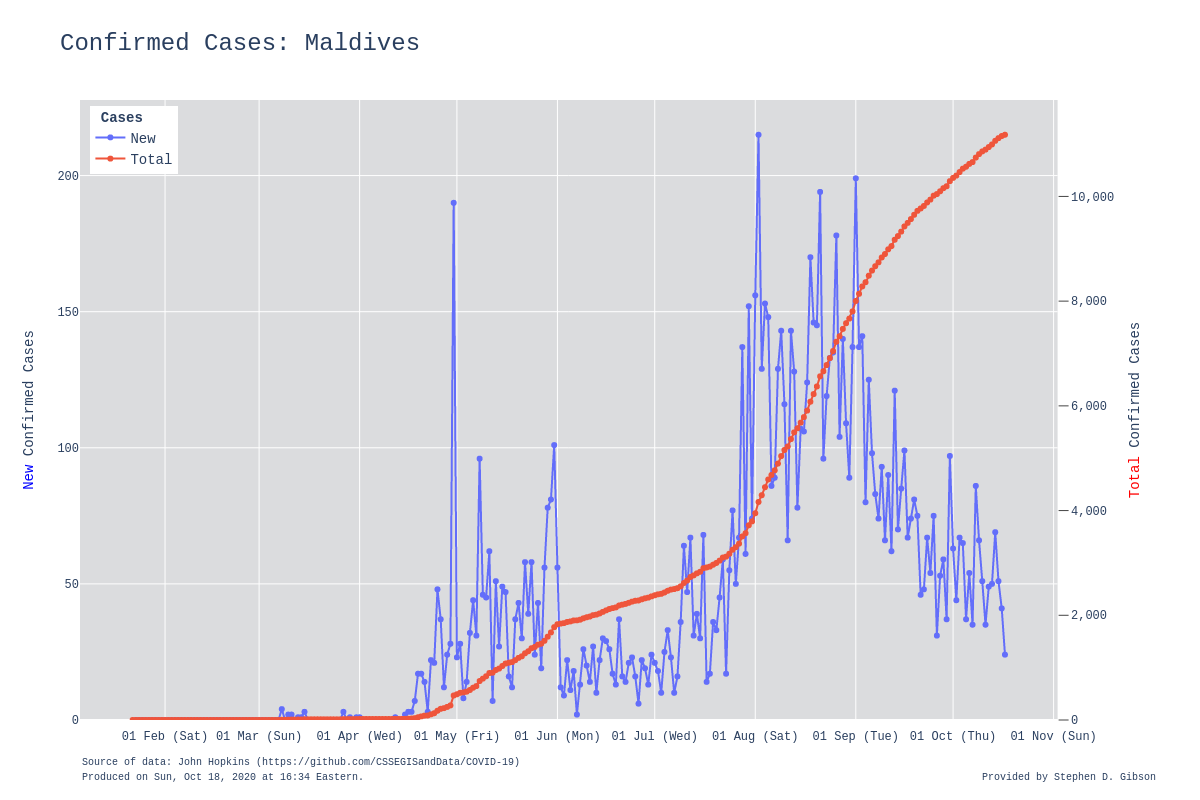 Confirmed Cases: Maldives
Cases
New
Total
200
150
100
50
0
New Confirmed Cases
10,000
8,000
6,000
4,000
2,000
0
Total Confirmed Cases
01 Feb (Sat) 01 Mar (Sun) 01 Apr (Wed) 01 May (Fri) 01 Jun (Mon) 01 Jul (Wed) 01 Aug (Sat) 01 Sep (Tue) 01 Oct (Thu) 01 Nov (Sun)
Source of data: John Hopkins (https://github.com/CSSEGISandData/COVID-19)
Produced on Sun, Oct 18, 2020 at 16:34 Eastern.
Provided by Stephen D. Gibson